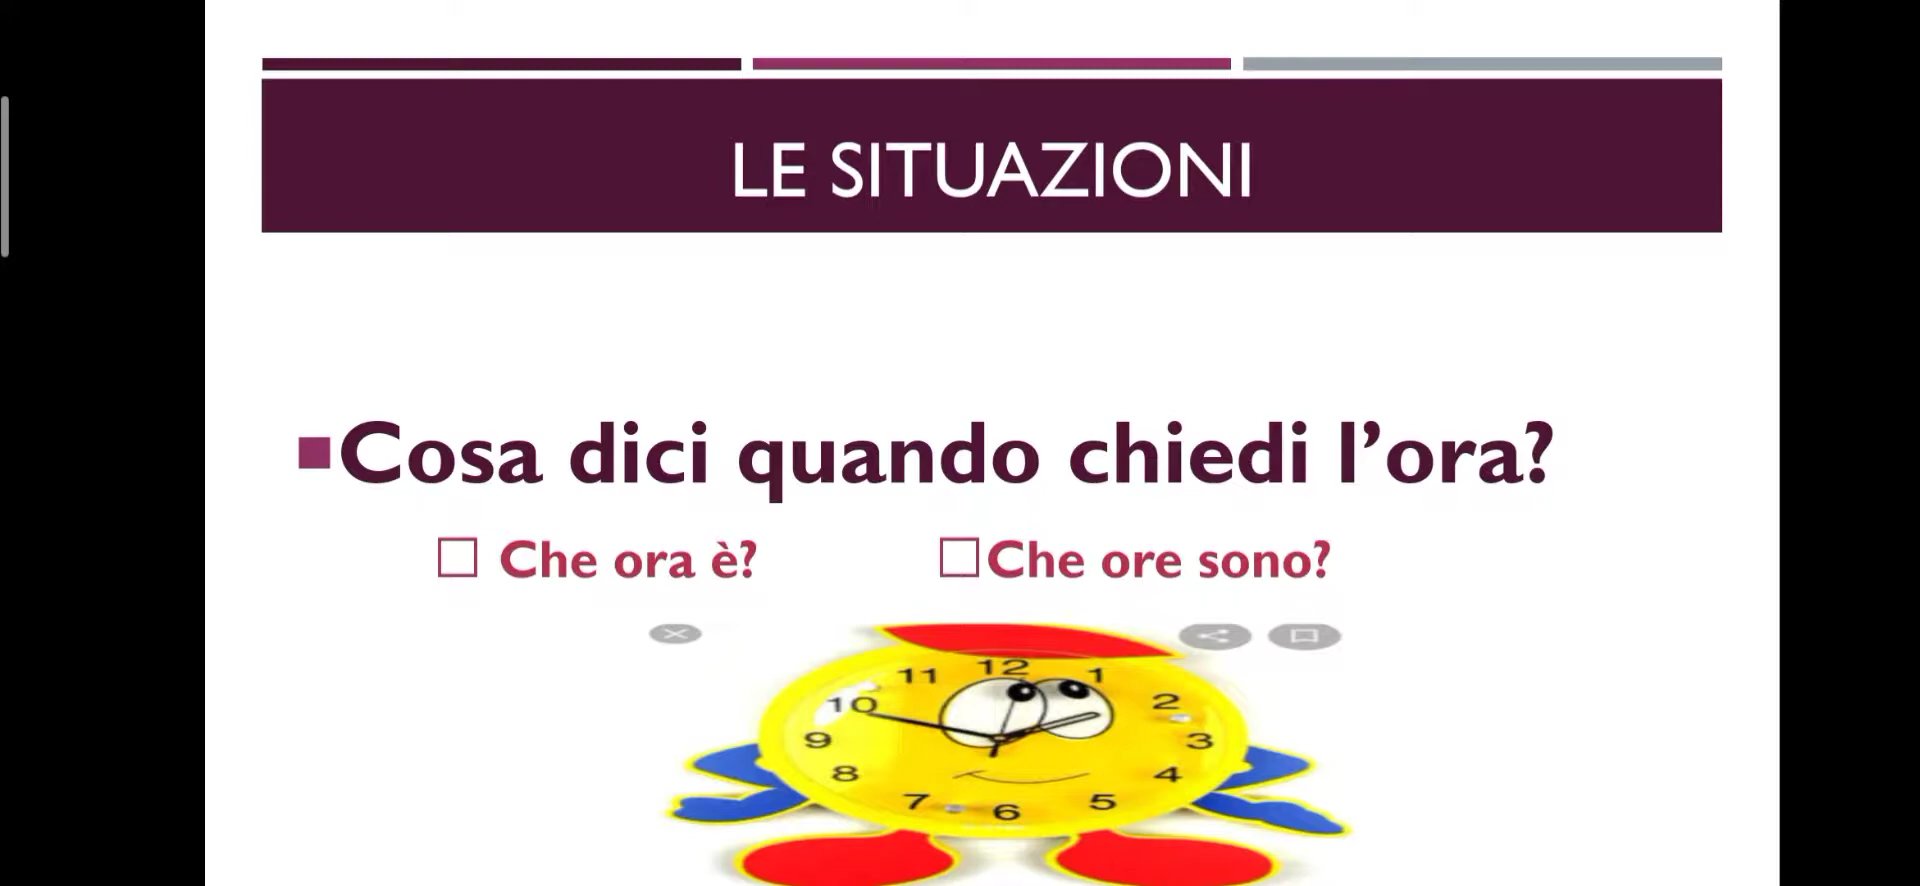 LE SITUAZIONI
Cosa dici quando chiedi l’ora?
Che ora è?
Che ore sono?
11 12 1
10 2
9 3
8 4
7 6 5